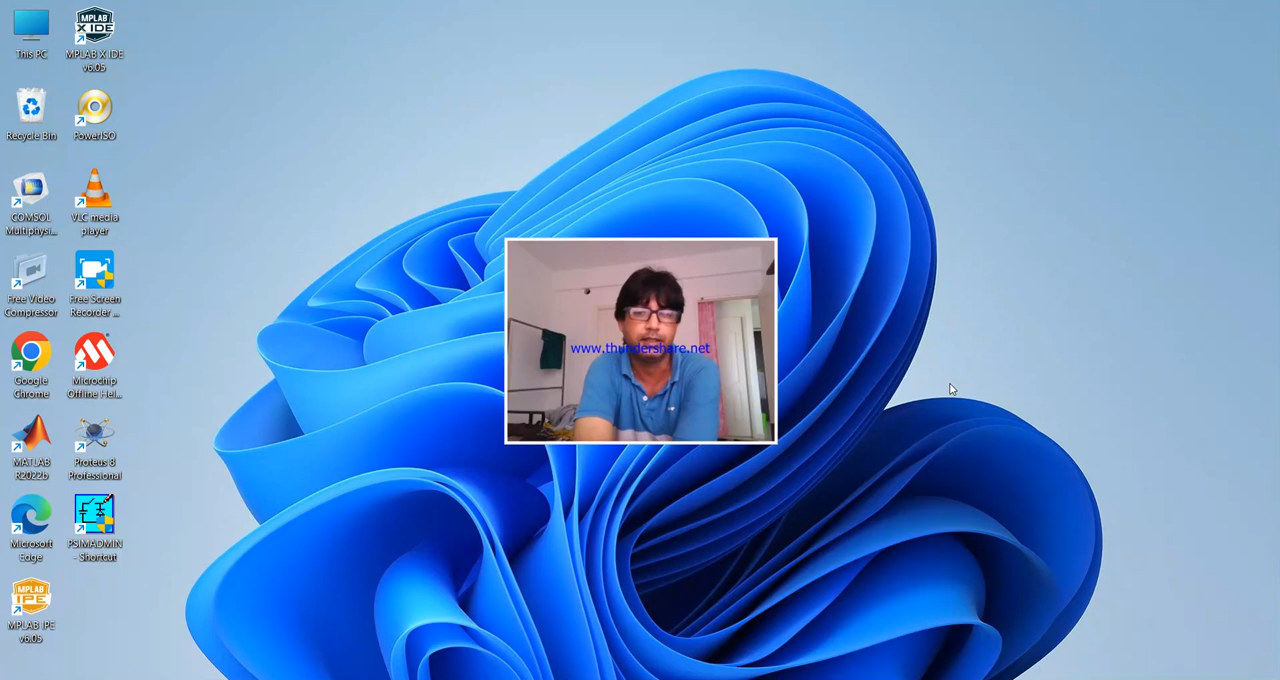 This PC
MPLAB
X IDE
MPLAB X IDE
v6.05
Recycle Bin
PowerISO
COMSOL
Multiphysi...
VLC media
player
Free Video
Compressor
Free Screen
Recorder ...
Google
Chrome
Microchip
Offline Hel...
MATLAB
R2022b
Proteus 8
Professional
Microsoft
Edge
PSIMADMIN
- Shortcut
MPLAB
IPE
MPLAB IPE
v6.05
www.thundershare.net